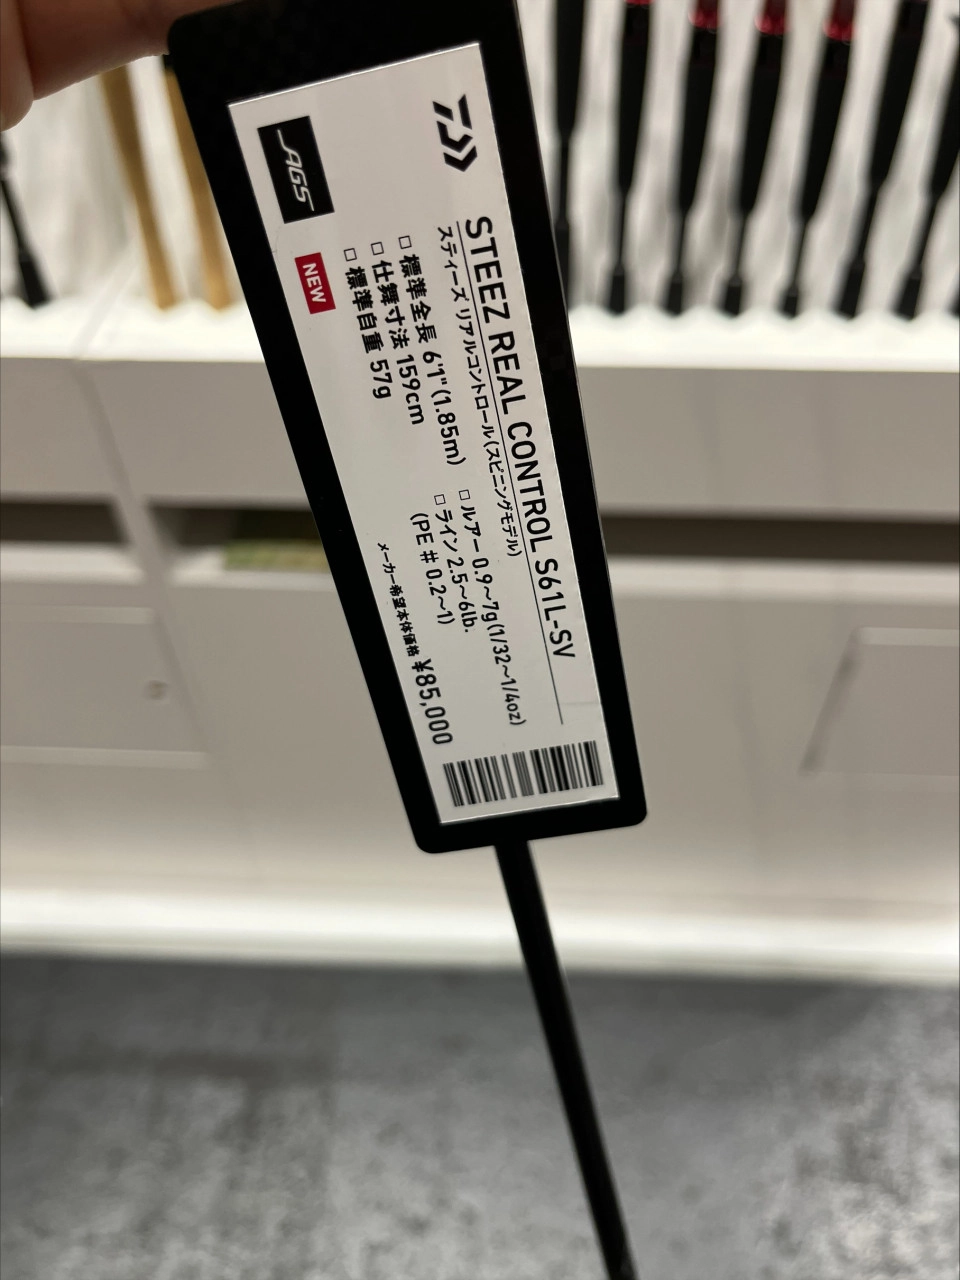 STEEZ REAL CONTROL S61L-SV
スティーズ リアルコントロール(スピニングモデル)
□ 標準全長 6'1"(1.85m)
□ 仕舞寸法 159cm
□ 標準自重 57g
□ ルアー 0.9~7g(1/32~1/4oz)
□ ライン 2.5~6lb.
(PE # 0.2~1)
AGS
NEW
メーカー希望本体価格 ¥85,000